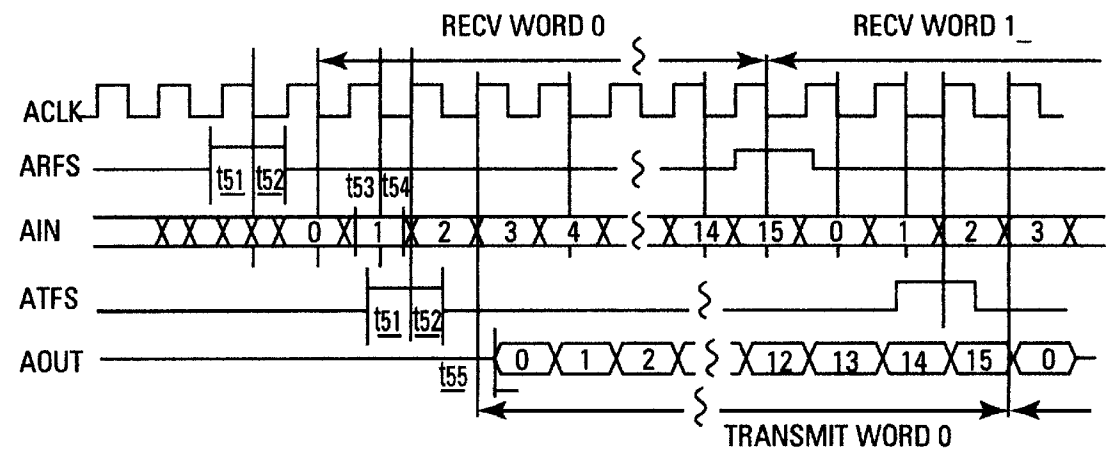 RECV WORD 0 RECV WORD 1_
ACLK
ARFS t51 t52 t53 t54
AIN 0 1 2 3 4 14 15 0 1 2 3
ATFS t51 t52
AOUT 0 1 2 12 13 14 15 0
t55
TRANSMIT WORD 0